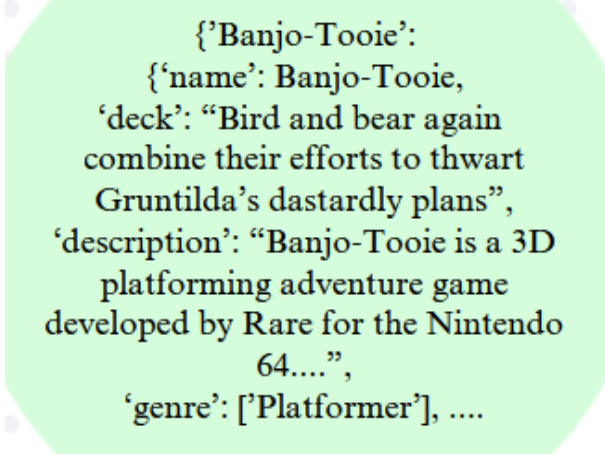 {’Banjo-Tooie’:
{‘name’: Banjo-Tooie,
‘deck’: “Bird and bear again
combine their efforts to thwart
Gruntilda’s dastardly plans”,
‘description’: “Banjo-Tooie is a 3D
platforming adventure game
developed by Rare for the Nintendo
64....”,
‘genre’: [’Platformer’], ....